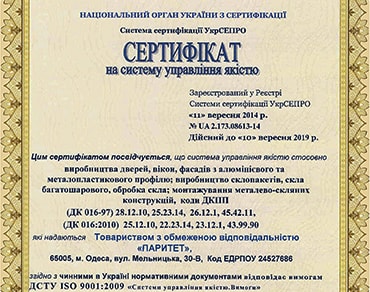 НАЦІОНАЛЬНИЙ ОРГАН УКРАЇНИ З СЕРТИФІКАЦІЇ
Система сертифікації УкрСЕПРО
СЕРТИФІКАТ
на систему управління якістю
Зареєстрований у Реєстрі
Системи сертифікації УкрСЕПРО
«11» вересня 2014 р.
№ UA 2.173.08613-14
Дійсний до «10» вересня 2019 р.
Цим сертифікатом посвідчується, що система управління якістю стосовно
виробництва дверей, вікон, фасадів з алюмінієвого та
металопластикового профілю; виробництво склопакетів, скла
багатошарового, обробка скла; монтажування металево-скляних
конструкцій, коди ДКПП
(ДК 016-97) 28.12.10, 25.23.14, 26.12.1, 45.42.11,
(ДК 016:2010) 25.12.10, 22.23.14, 23.12.1, 43.99.90
які надаються Товариством з обмеженою відповідальністю
«ПАРИТЕТ»,
65005, м. Одеса, вул. Мельницька, 30-В, Код ЄДРПОУ 24527686
згідно з чинними в Україні нормативними документами відповідає вимогам
ДСТУ ISO 9001:2009 «Системи управління якістю.Вимоги»